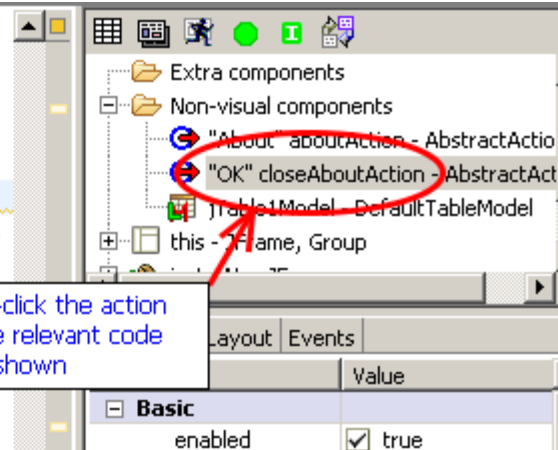 Extra components
Non-visual components
"About" aboutAction - AbstractActio
"OK" closeAboutAction - AbstractAct
jTable1Model - DefaultTableModel
this - JFrame, Group
-click the action
e relevant code
shown
Layout
Events
Value
Basic
enabled
true